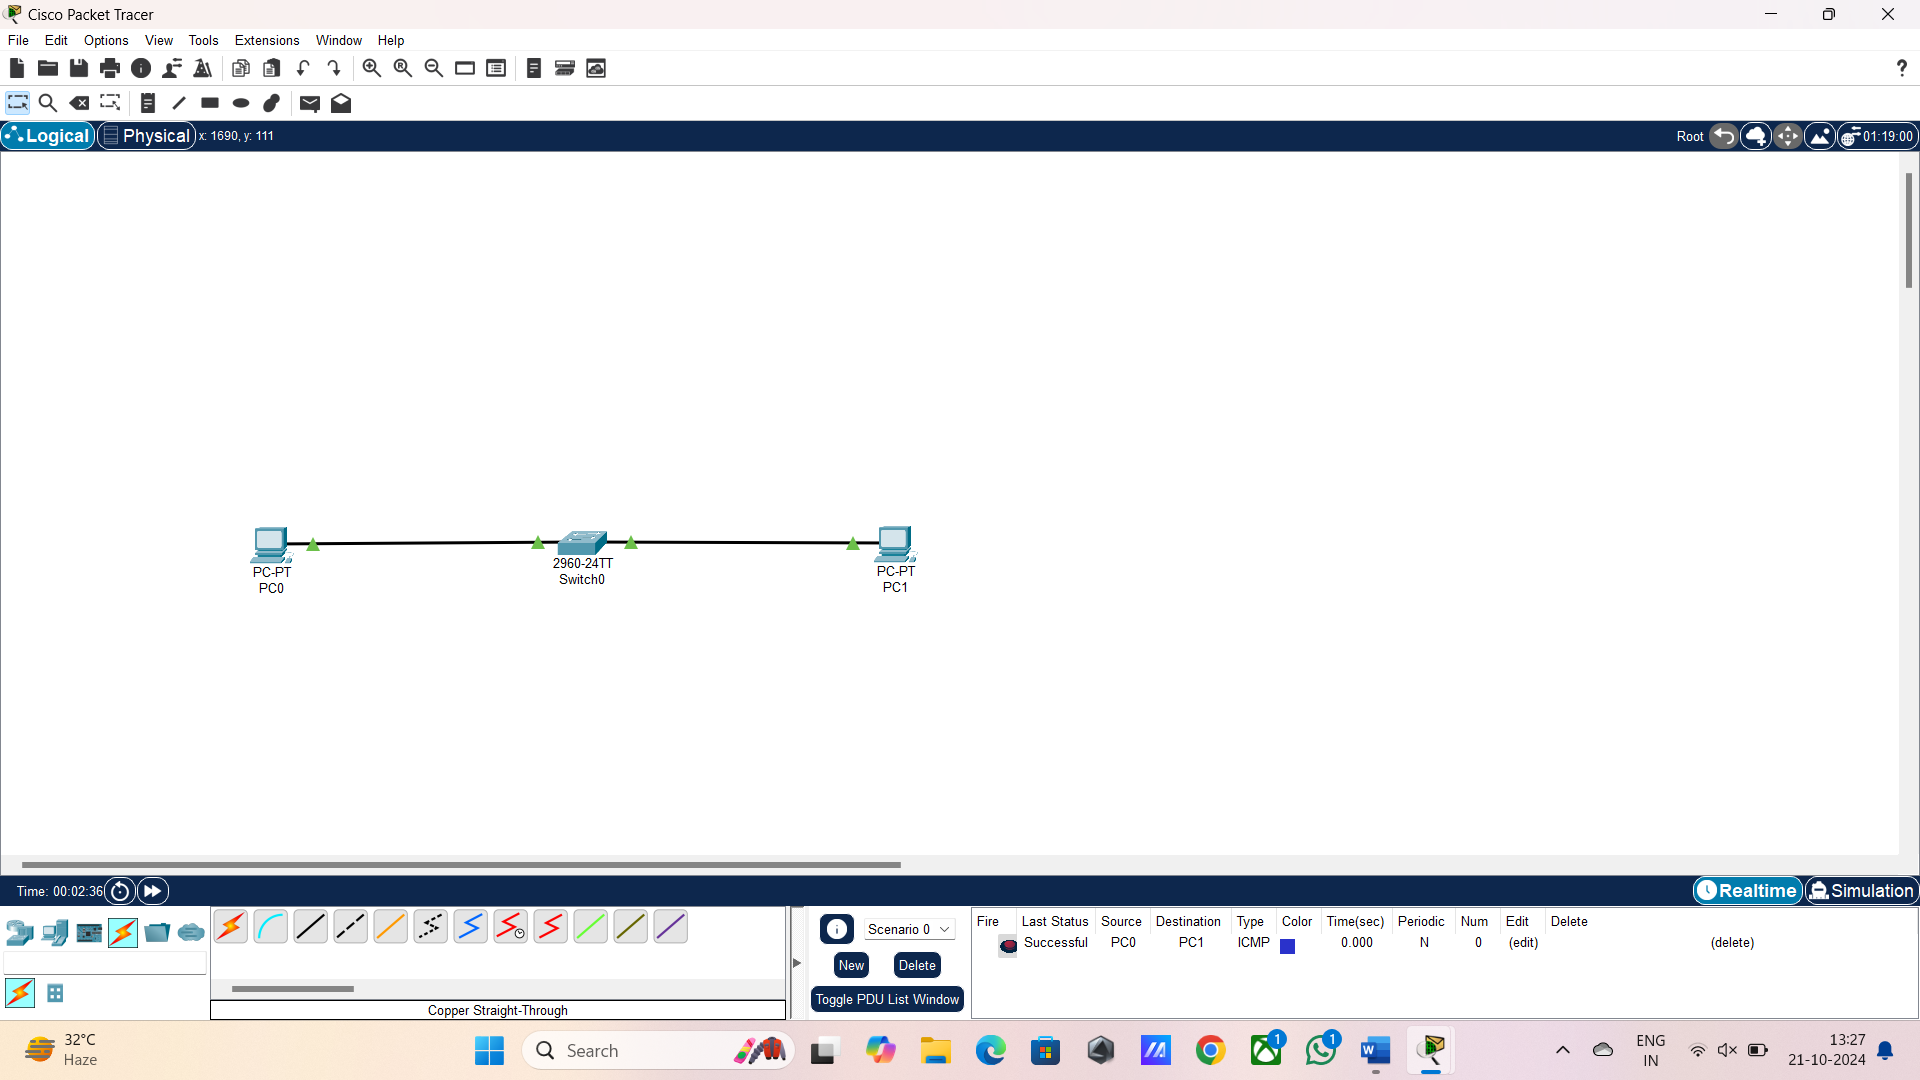 Cisco Packet Tracer
File Edit Options View Tools Extensions Window Help
?
Logical Physical x: 1690, y: 111 Root 01:19:00
PC-PT
PC0
2960-24TT
Switch0
PC-PT
PC1
Time: 00:02:36 Realtime Simulation
Scenario 0
New Delete
Toggle PDU List Window
Copper Straight-Through
Fire Last Status Source Destination Type Color Time(sec) Periodic Num Edit Delete
Successful PC0 PC1 ICMP 0.000 N 0 (edit) (delete)
32°C
Haze
Search
1
1
ENG
IN
13:27
21-10-2024